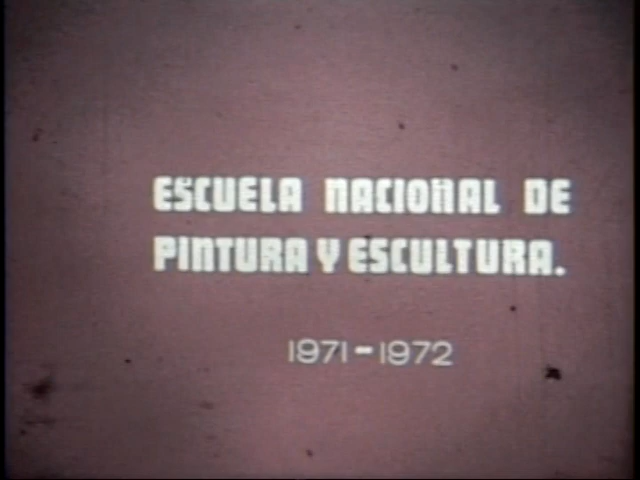 ESCUELA NACIONAL DE
PINTURA Y ESCULTURA.
1971-1972